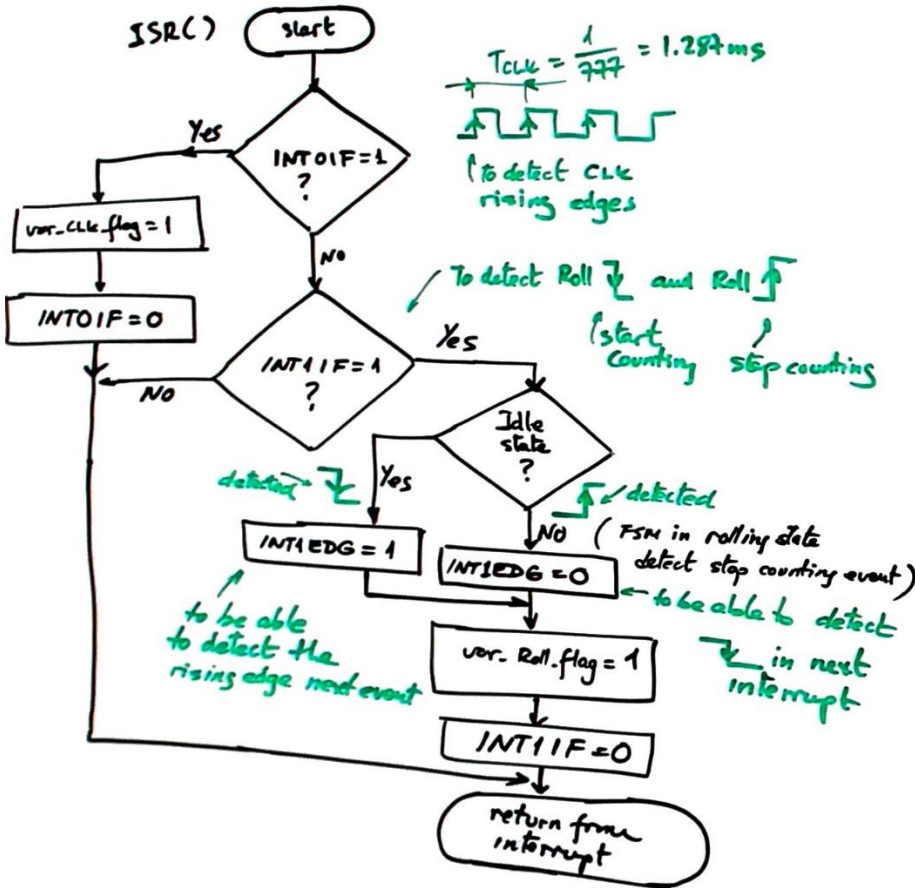 ISR()
start
TCLK = 1/777 = 1.287ms
Yes
INT0IF=1
?
to detect CLK
rising edges
var_CLK_flag=1
NO
To detect Roll and Roll
INT0IF=0
start
counting
stop counting
Yes
INT1IF=1
?
NO
Idle
state
?
detected
Yes
detected
NO
(FSM in rolling state
detect stop counting event)
INT1EDG=1
INT1EDG=0
to be able
to detect the
rising edge next event
to be able to detect
in next
interrupt
var_Roll_flag=1
INT1IF=0
return from
interrupt